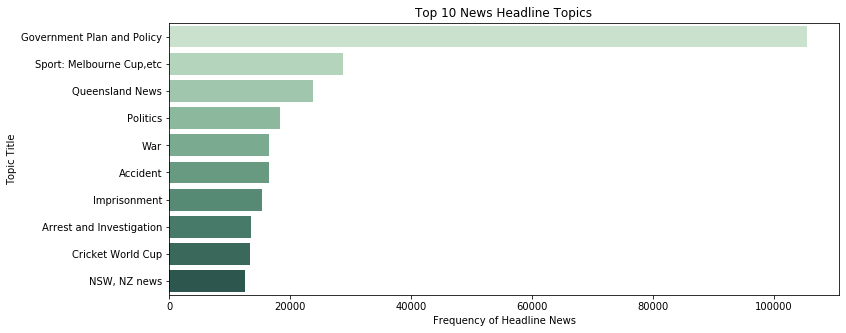 Top 10 News Headline Topics
Topic Title
Government Plan and Policy
Sport: Melbourne Cup,etc
Queensland News
Politics
War
Accident
Imprisonment
Arrest and Investigation
Cricket World Cup
NSW, NZ news
0 20000 40000 60000 80000 100000
Frequency of Headline News